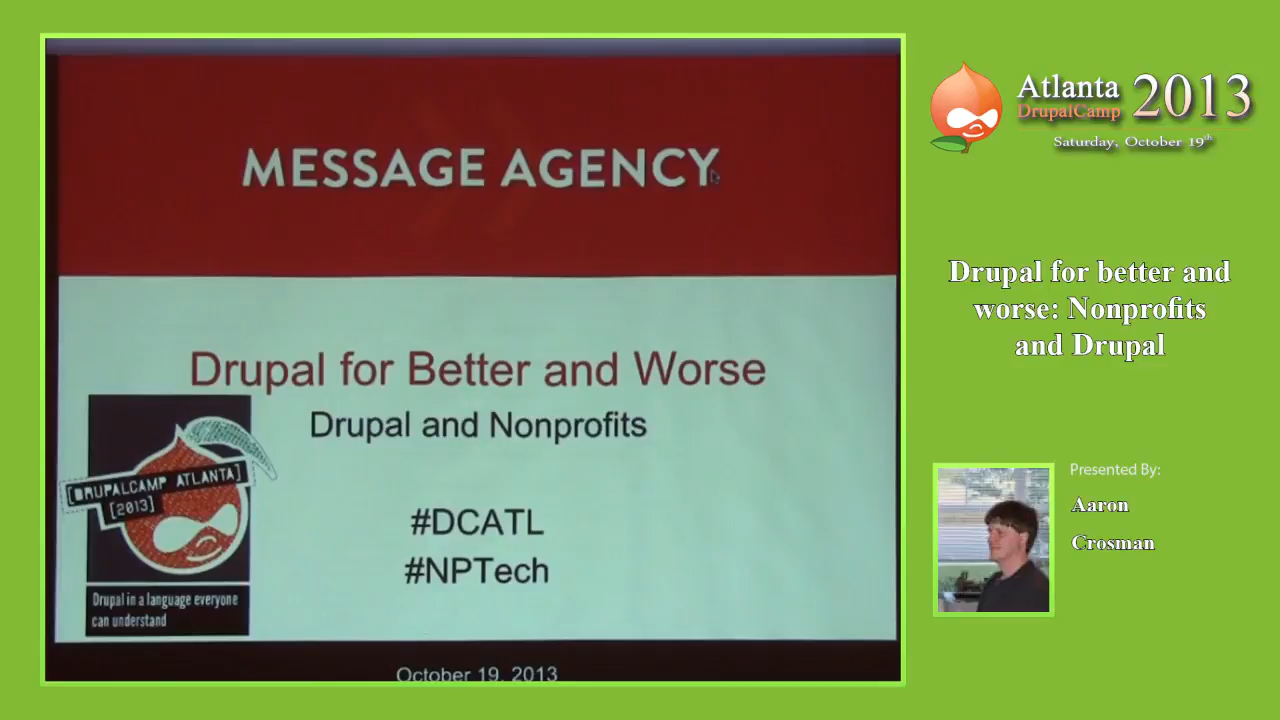 MESSAGE AGENCY
Drupal for Better and Worse
Drupal and Nonprofits
[DRUPALCAMP ATLANTA]
[2013]
#DCATL
#NPTech
Drupal in a language everyone
can understand
October 19, 2013
Atlanta
DrupalCamp
2013
Saturday, October 19th
Drupal for better and
worse: Nonprofits
and Drupal
Presented By:
Aaron
Crosman